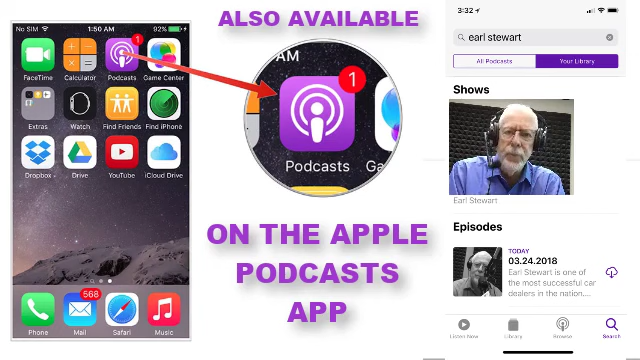 No SIM 1:50 AM 92%
1
FaceTime Calculator Podcasts Game Center
Extras Watch Find Friends Find iPhone
Dropbox Drive YouTube iCloud Drive
568
Phone Mail Safari Music
ALSO AVAILABLE
AM
1
Podcasts Ga
ON THE APPLE
PODCASTS
APP
3:32
earl stewart
All Podcasts Your Library
Shows
Earl Stewart
Episodes
TODAY
03.24.2018
Earl Stewart is one of
the most successful car
dealers in the nation....
Listen Now Library Browse Search